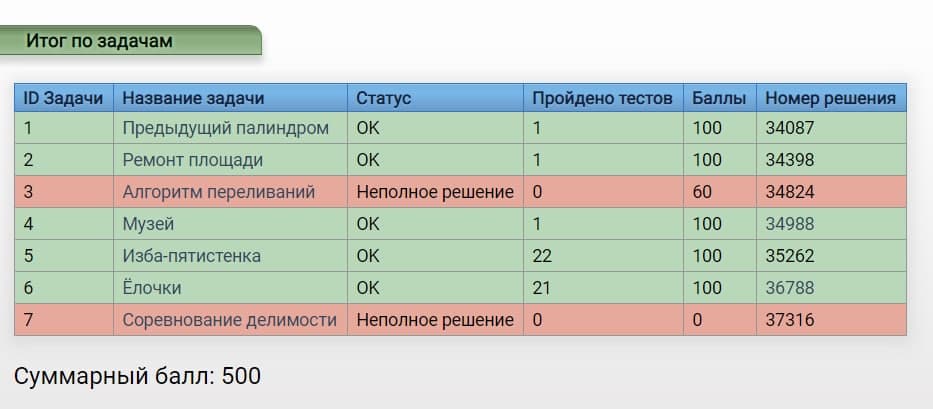 Итог по задачам
ID Задачи Название задачи Статус Пройдено тестов Баллы Номер решения
1 Предыдущий палиндром OK 1 100 34087
2 Ремонт площади OK 1 100 34398
3 Алгоритм переливаний Неполное решение 0 60 34824
4 Музей OK 1 100 34988
5 Изба-пятистенка OK 22 100 35262
6 Ёлочки OK 21 100 36788
7 Соревнование делимости Неполное решение 0 0 37316
Суммарный балл: 500